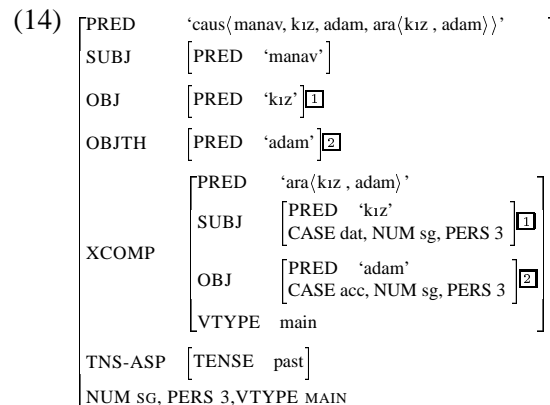 (14) PRED ‘caus⟨manav, kız, adam, ara⟨kız , adam⟩⟩’
SUBJ [PRED ‘manav’]
OBJ [PRED ‘kız’] 1
OBJTH [PRED ‘adam’] 2
XCOMP
PRED ‘ara⟨kız , adam⟩’
SUBJ [PRED ‘kız’
CASE dat, NUM sg, PERS 3] 1
OBJ [PRED ‘adam’
CASE acc, NUM sg, PERS 3] 2
VTYPE main
TNS-ASP [TENSE past]
NUM SG, PERS 3,VTYPE MAIN